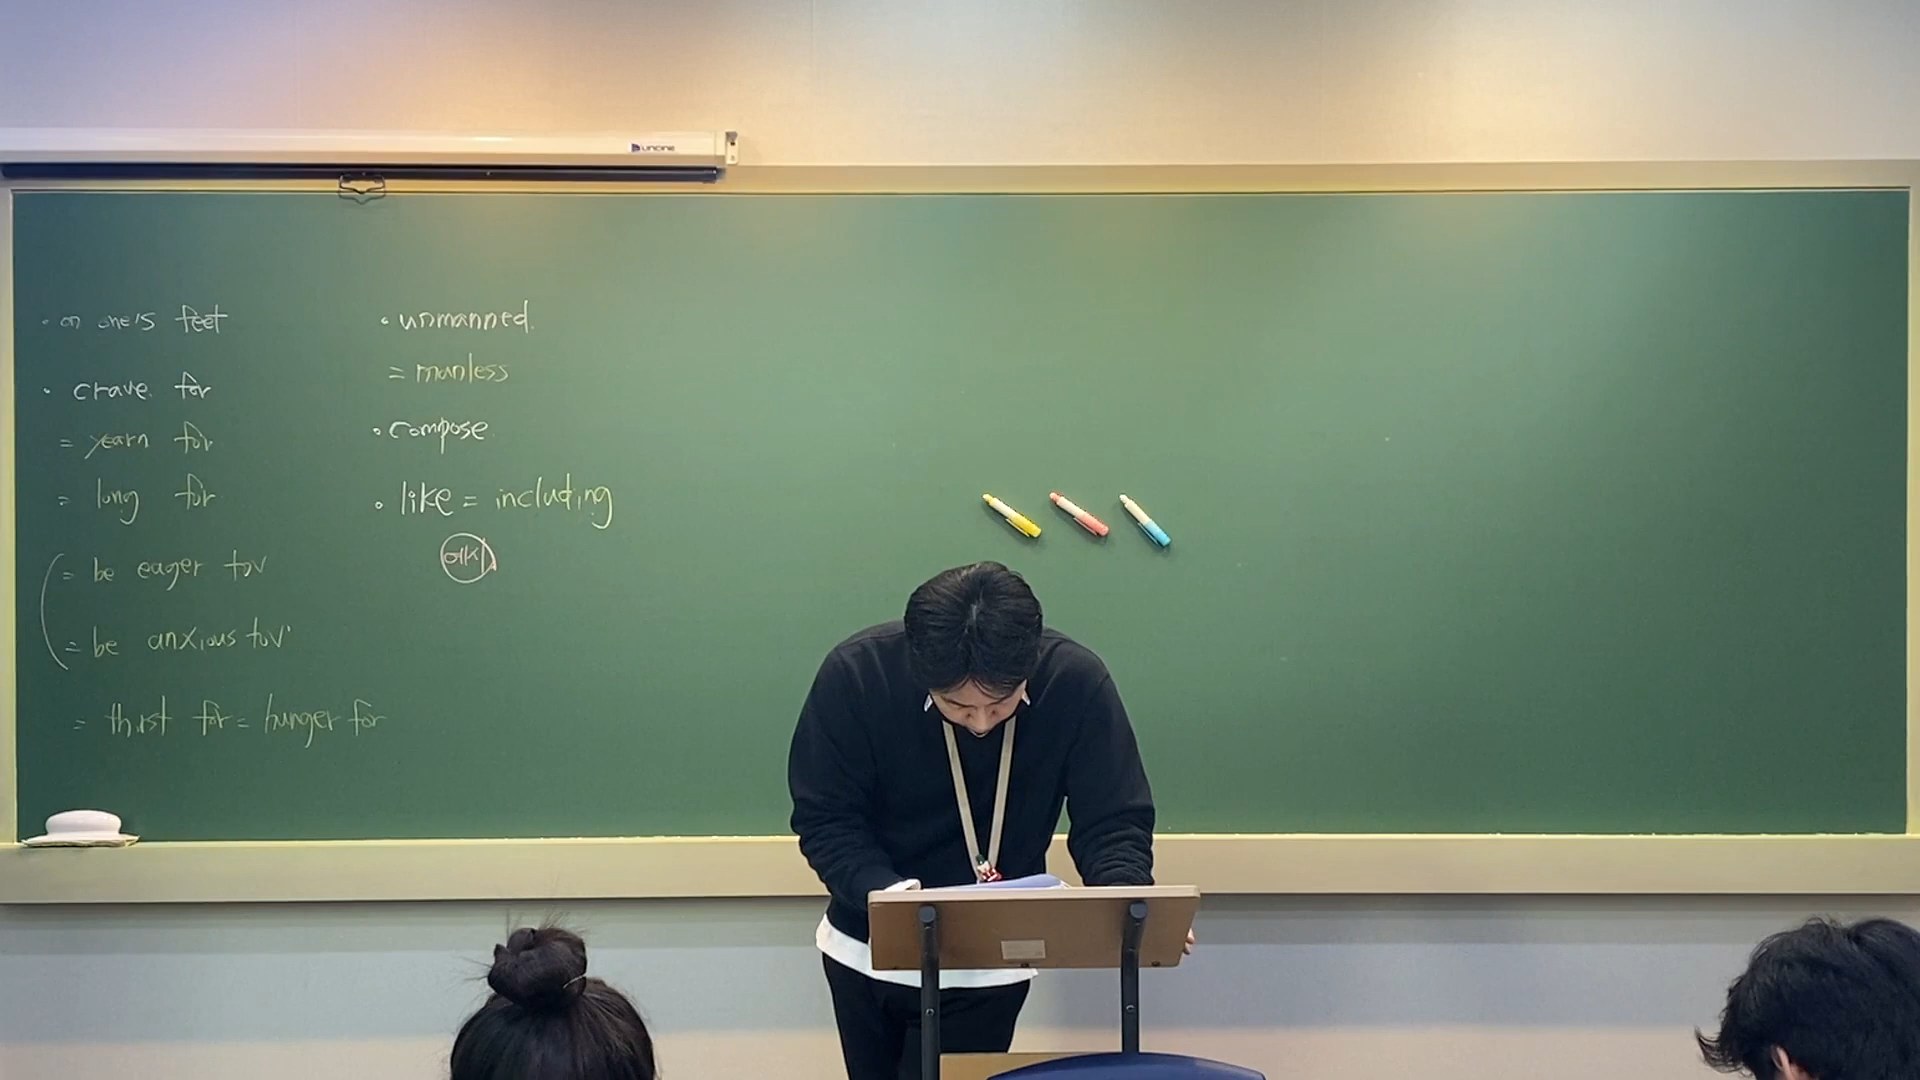 UNCINE
· on one's feet
· crave for
= yearn for
= long for
= be eager to V
= be anxious to V
= thirst for = hunger for
· unmanned.
= manless
· compose
· like = including
예시